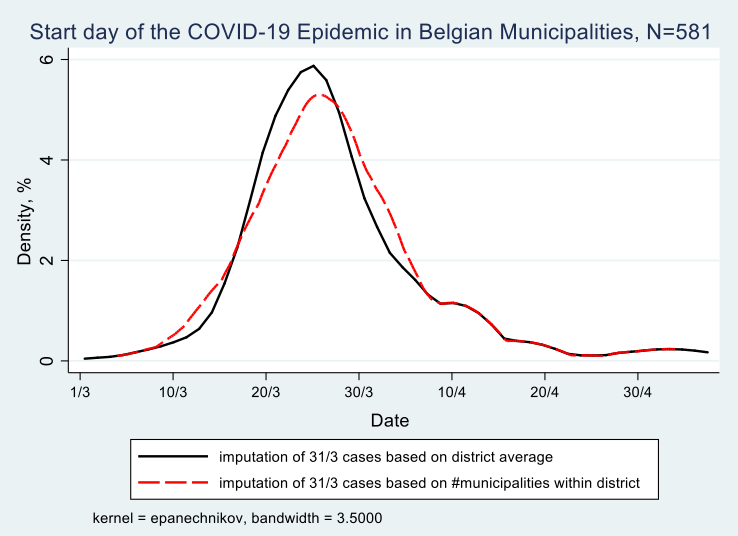 Start day of the COVID-19 Epidemic in Belgian Municipalities, N=581
6
4
2
0
Density, %
1/3 10/3 20/3 30/3 10/4 20/4 30/4
Date
imputation of 31/3 cases based on district average
imputation of 31/3 cases based on #municipalities within district
kernel = epanechnikov, bandwidth = 3.5000